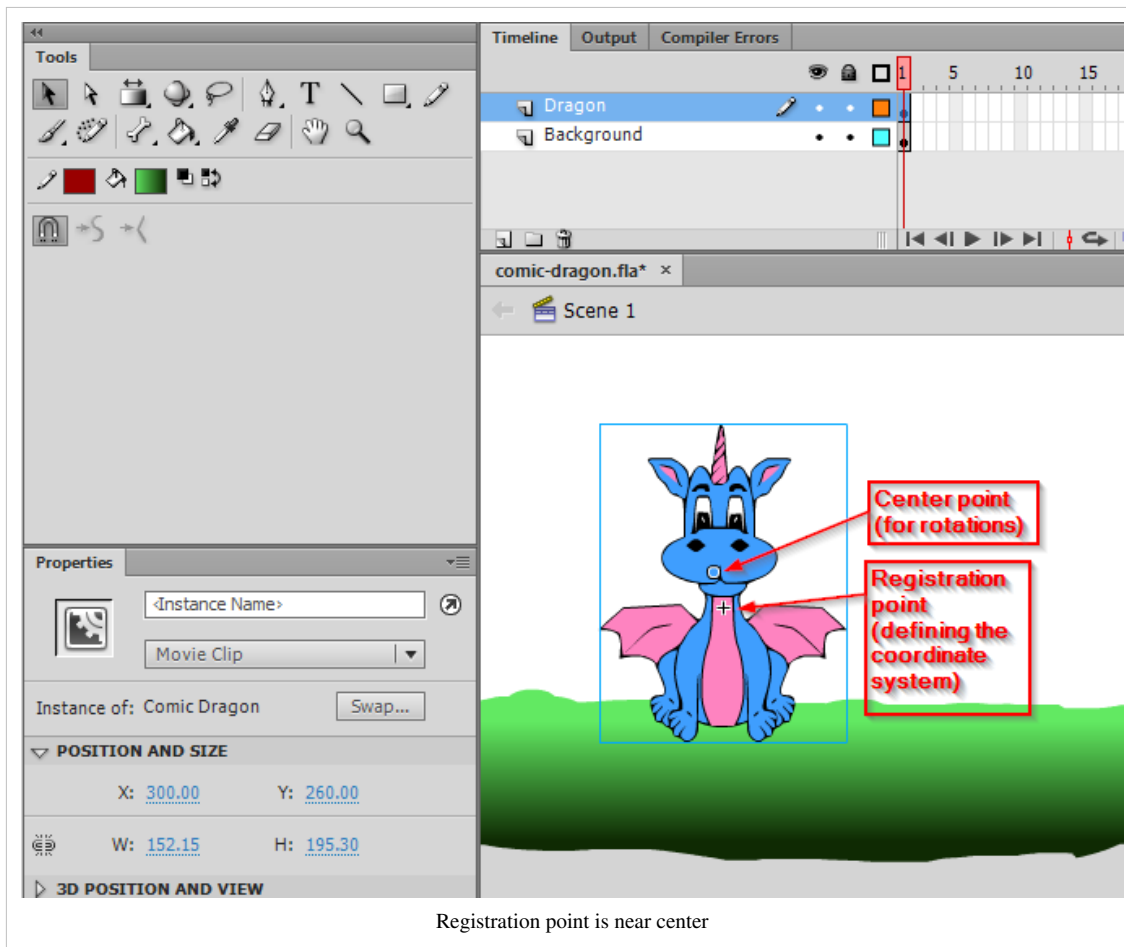 Tools
Timeline Output Compiler Errors
1 5 10 15
Dragon
Background
comic-dragon.fla* ×
Scene 1
Center point
(for rotations)
Registration
point
(defining the
coordinate
system)
Properties
<Instance Name>
Movie Clip
Instance of: Comic Dragon Swap...
POSITION AND SIZE
X: 300.00 Y: 260.00
W: 152.15 H: 195.30
3D POSITION AND VIEW
Registration point is near center